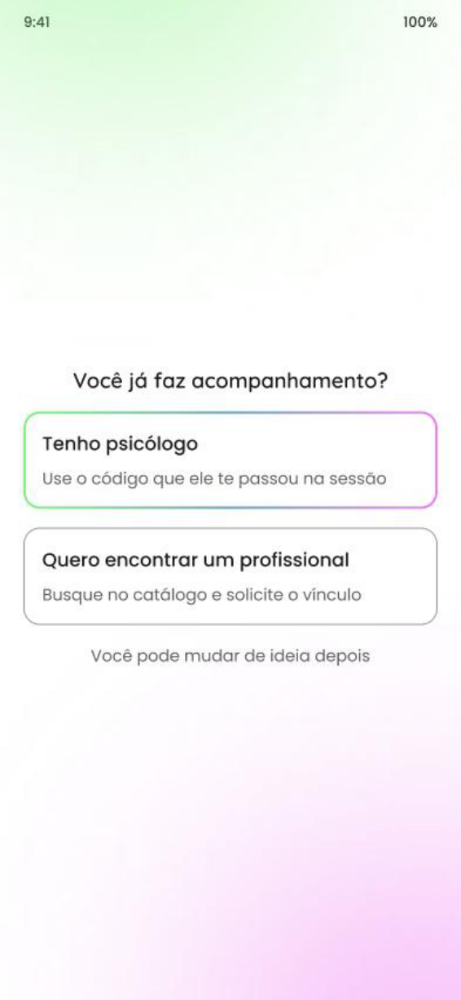 9:41 100%
Você já faz acompanhamento?
Tenho psicólogo
Use o código que ele te passou na sessão
Quero encontrar um profissional
Busque no catálogo e solicite o vínculo
Você pode mudar de ideia depois